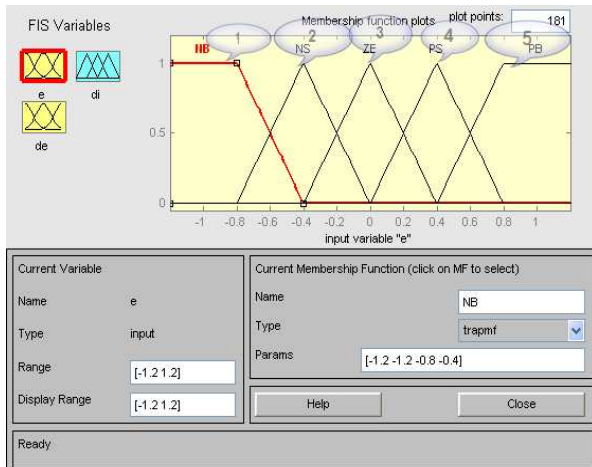 FIS Variables
Membership function plots
plot points:
181
1
2
3
4
5
NB
NS
ZE
PS
PB
e
di
de
1
0.5
0
-1 -0.8 -0.6 -0.4 -0.2 0 0.2 0.4 0.6 0.8 1
input variable "e"
Current Variable
Name e
Type input
Range [-1.2 1.2]
Display Range [-1.2 1.2]
Current Membership Function (click on MF to select)
Name NB
Type trapmf
Params [-1.2 -1.2 -0.8 -0.4]
Help
Close
Ready